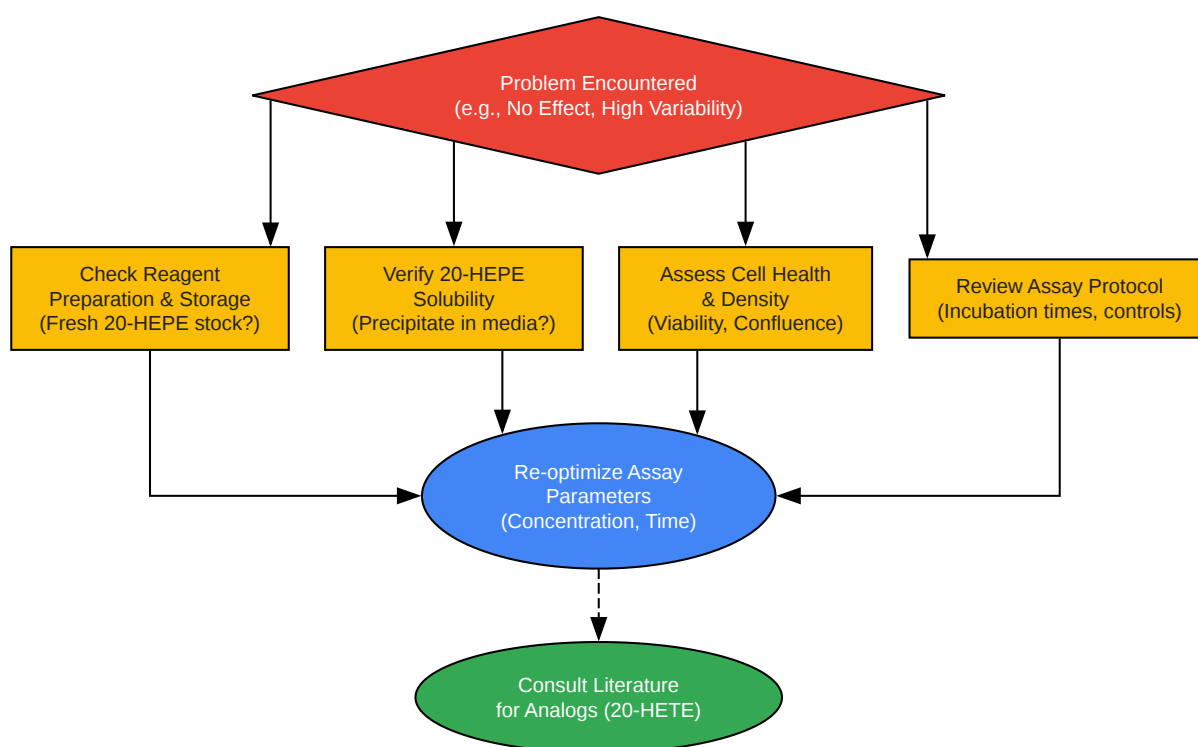 Problem Encountered
(e.g., No Effect, High Variability)
Check Reagent
Preparation & Storage
(Fresh 20-HEPE stock?)
Verify 20-HEPE
Solubility
(Precipitate in media?)
Assess Cell Health
& Density
(Viability, Confluence)
Review Assay Protocol
(Incubation times, controls)
Re-optimize Assay
Parameters
(Concentration, Time)
Consult Literature
for Analogs (20-HETE)